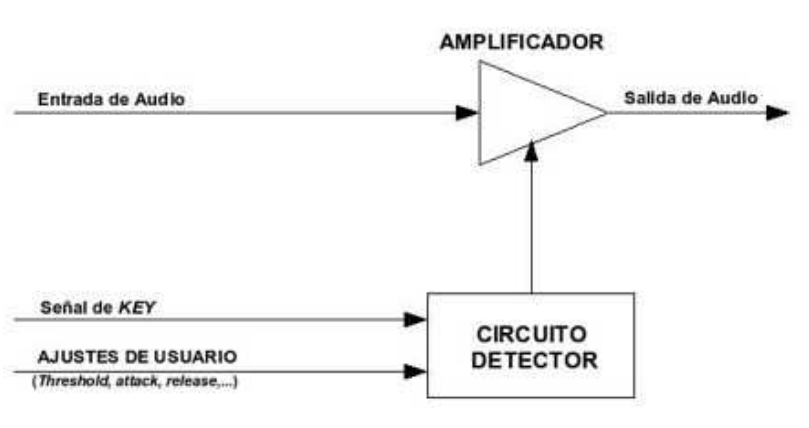 AMPLIFICADOR
Entrada de Audio
Salida de Audio
Señal de KEY
AJUSTES DE USUARIO
(Threshold, attack, release,...)
CIRCUITO
DETECTOR